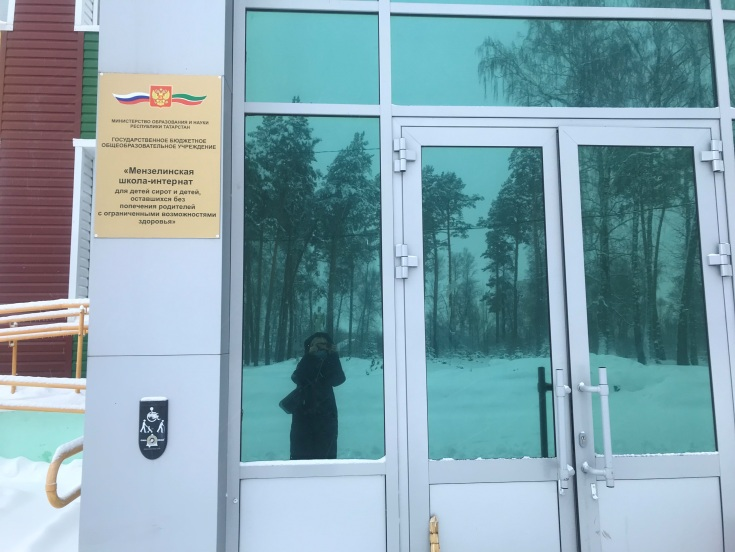 МИНИСТЕРСТВО ОБРАЗОВАНИЯ И НАУКИ
РЕСПУБЛИКИ ТАТАРСТАН
ГОСУДАРСТВЕННОЕ БЮДЖЕТНОЕ
ОБЩЕОБРАЗОВАТЕЛЬНОЕ УЧРЕЖДЕНИЕ
«Мензелинская
школа-интернат
для детей сирот и детей,
оставшихся без
попечения родителей
с ограниченными возможностями
здоровья»